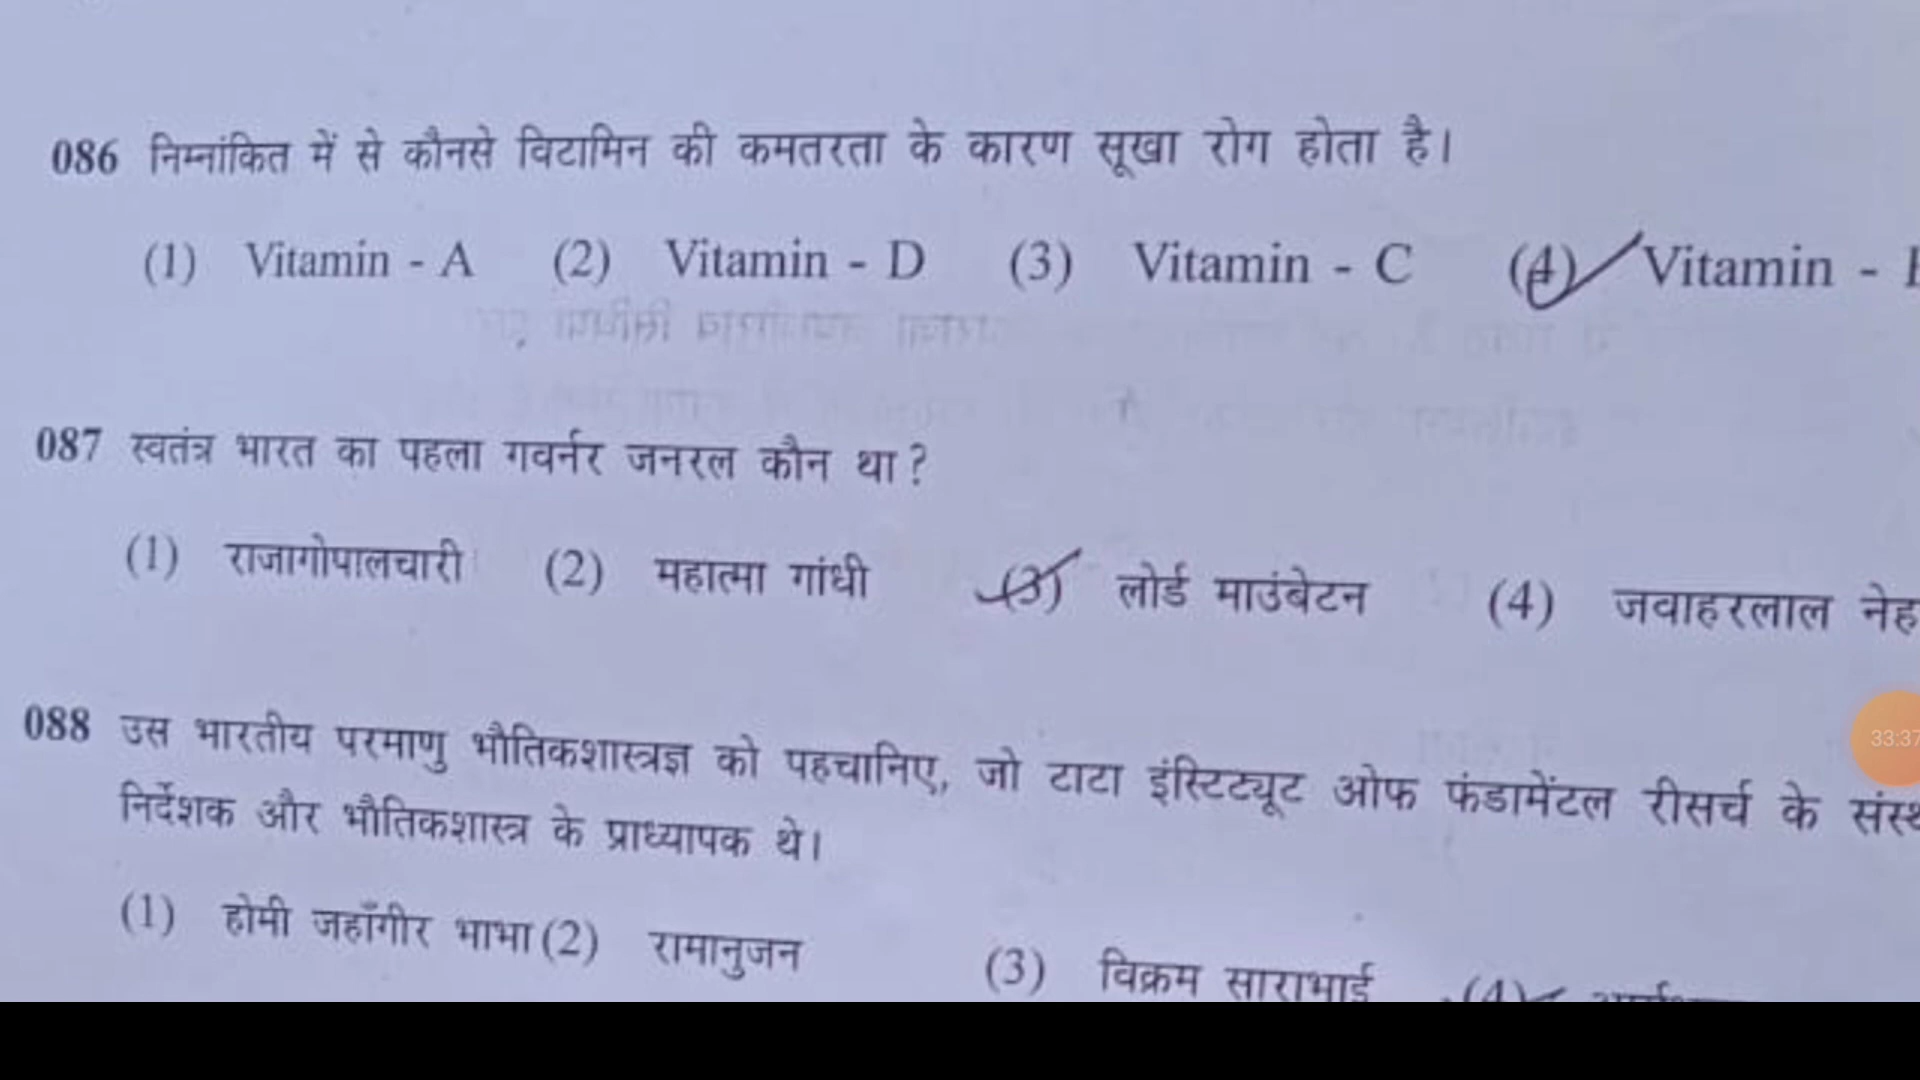 086 निम्नांकित में से कौनसे विटामिन की कमतरता के कारण सूखा रोग होता है।
(1) Vitamin - A (2) Vitamin - D (3) Vitamin - C (4) Vitamin -
087 स्वतंत्र भारत का पहला गवर्नर जनरल कौन था?
(1) राजागोपालचारी (2) महात्मा गांधी (3) लोर्ड माउंबेटन (4) जवाहरलाल नेह
088 उस भारतीय परमाणु भौतिकशास्त्रज्ञ को पहचानिए, जो टाटा इंस्टिट्यूट ओफ फंडामेंटल रीसर्च के संस्थ
निर्देशक और भौतिकशास्त्र के प्राध्यापक थे।
(1) होमी जहाँगीर भाभा (2) रामानुजन (3) विक्रम साराभाई (4)
33:37